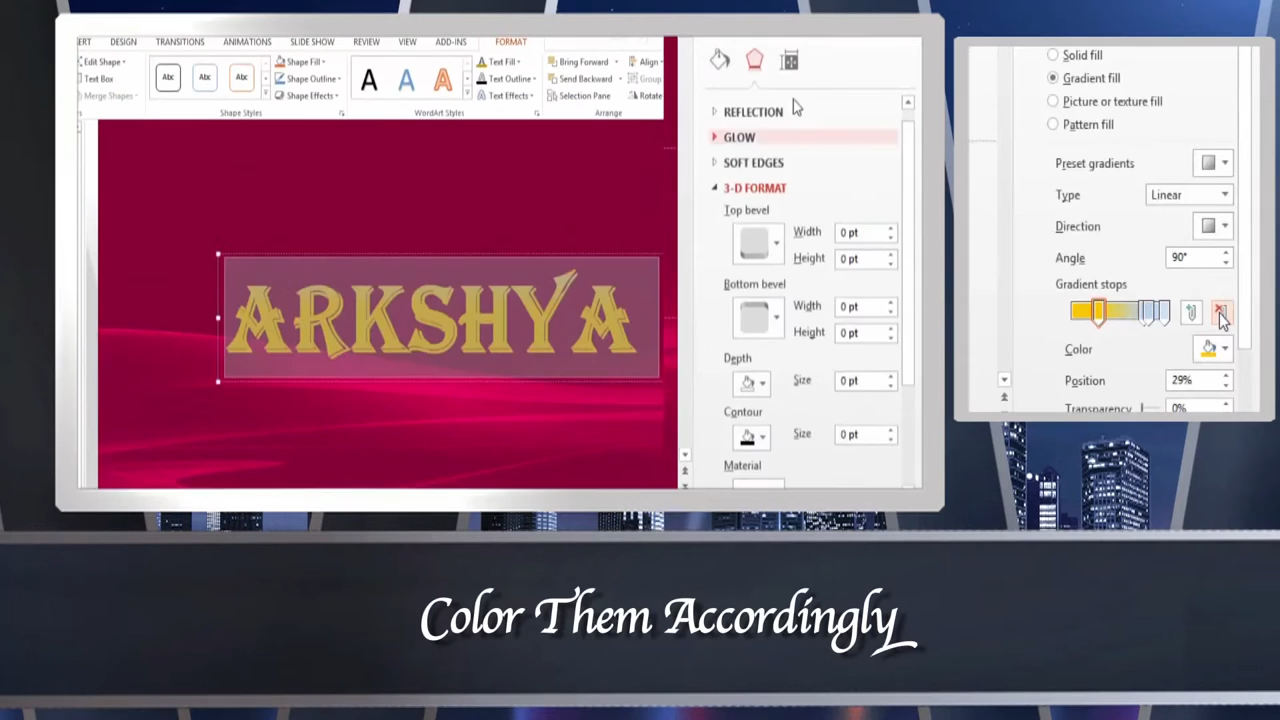 ERT DESIGN TRANSITIONS ANIMATIONS SLIDE SHOW REVIEW VIEW ADD-INS FORMAT
Edit Shape
Text Box
Merge Shapes
Abc Abc Abc
Shape Fill
Shape Outline
Shape Effects
Shape Styles
A A A
Text Fill
Text Outline
Text Effects
WordArt Styles
Bring Forward
Send Backward
Selection Pane
Align
Group
Rotate
Arrange
ARKSHYA
REFLECTION
GLOW
SOFT EDGES
3-D FORMAT
Top bevel
Width 0 pt
Height 0 pt
Bottom bevel
Width 0 pt
Height 0 pt
Depth
Size 0 pt
Contour
Size 0 pt
Material
Solid fill
Gradient fill
Picture or texture fill
Pattern fill
Preset gradients
Type Linear
Direction
Angle 90°
Gradient stops
Color
Position 29%
Transparency 0%
Color Them Accordingly